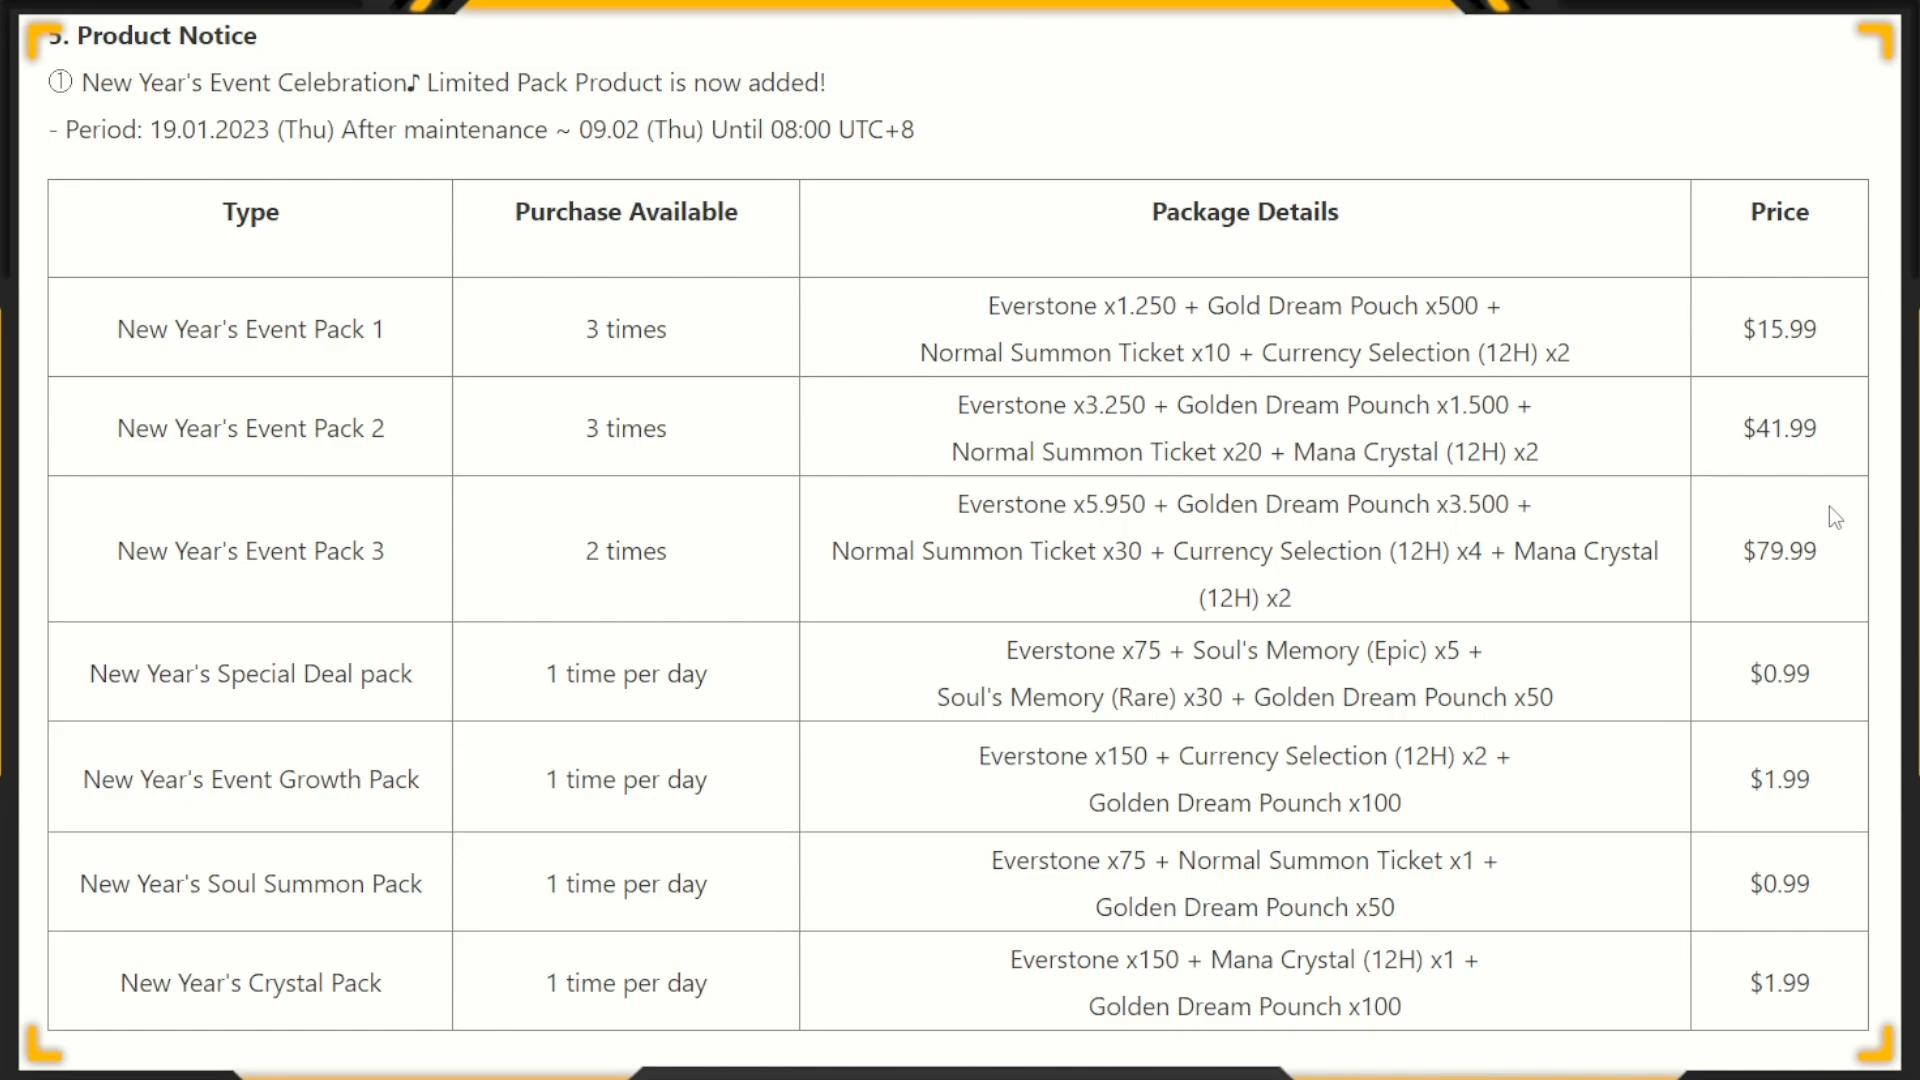 5. Product Notice
① New Year's Event Celebration♪ Limited Pack Product is now added!
- Period: 19.01.2023 (Thu) After maintenance ~ 09.02 (Thu) Until 08:00 UTC+8
Type
Purchase Available
Package Details
Price
New Year's Event Pack 1
3 times
Everstone x1.250 + Gold Dream Pouch x500 +
Normal Summon Ticket x10 + Currency Selection (12H) x2
$15.99
New Year's Event Pack 2
3 times
Everstone x3.250 + Golden Dream Pounch x1.500 +
Normal Summon Ticket x20 + Mana Crystal (12H) x2
$41.99
New Year's Event Pack 3
2 times
Everstone x5.950 + Golden Dream Pounch x3.500 +
Normal Summon Ticket x30 + Currency Selection (12H) x4 + Mana Crystal
(12H) x2
$79.99
New Year's Special Deal pack
1 time per day
Everstone x75 + Soul's Memory (Epic) x5 +
Soul's Memory (Rare) x30 + Golden Dream Pounch x50
$0.99
New Year's Event Growth Pack
1 time per day
Everstone x150 + Currency Selection (12H) x2 +
Golden Dream Pounch x100
$1.99
New Year's Soul Summon Pack
1 time per day
Everstone x75 + Normal Summon Ticket x1 +
Golden Dream Pounch x50
$0.99
New Year's Crystal Pack
1 time per day
Everstone x150 + Mana Crystal (12H) x1 +
Golden Dream Pounch x100
$1.99